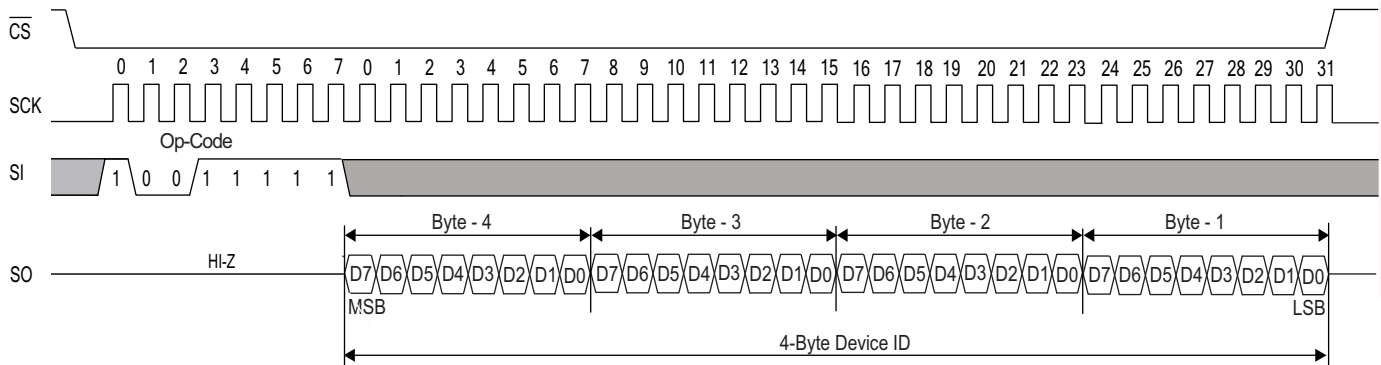 CS
0 1 2 3 4 5 6 7 0 1 2 3 4 5 6 7 8 9 10 11 12 13 14 15 16 17 18 19 20 21 22 23 24 25 26 27 28 29 30 31
SCK
Op-Code
SI 1 0 0 1 1 1 1 1
Byte - 4 Byte - 3 Byte - 2 Byte - 1
SO HI-Z D7 D6 D5 D4 D3 D2 D1 D0 D7 D6 D5 D4 D3 D2 D1 D0 D7 D6 D5 D4 D3 D2 D1 D0 D7 D6 D5 D4 D3 D2 D1 D0
MSB LSB
4-Byte Device ID